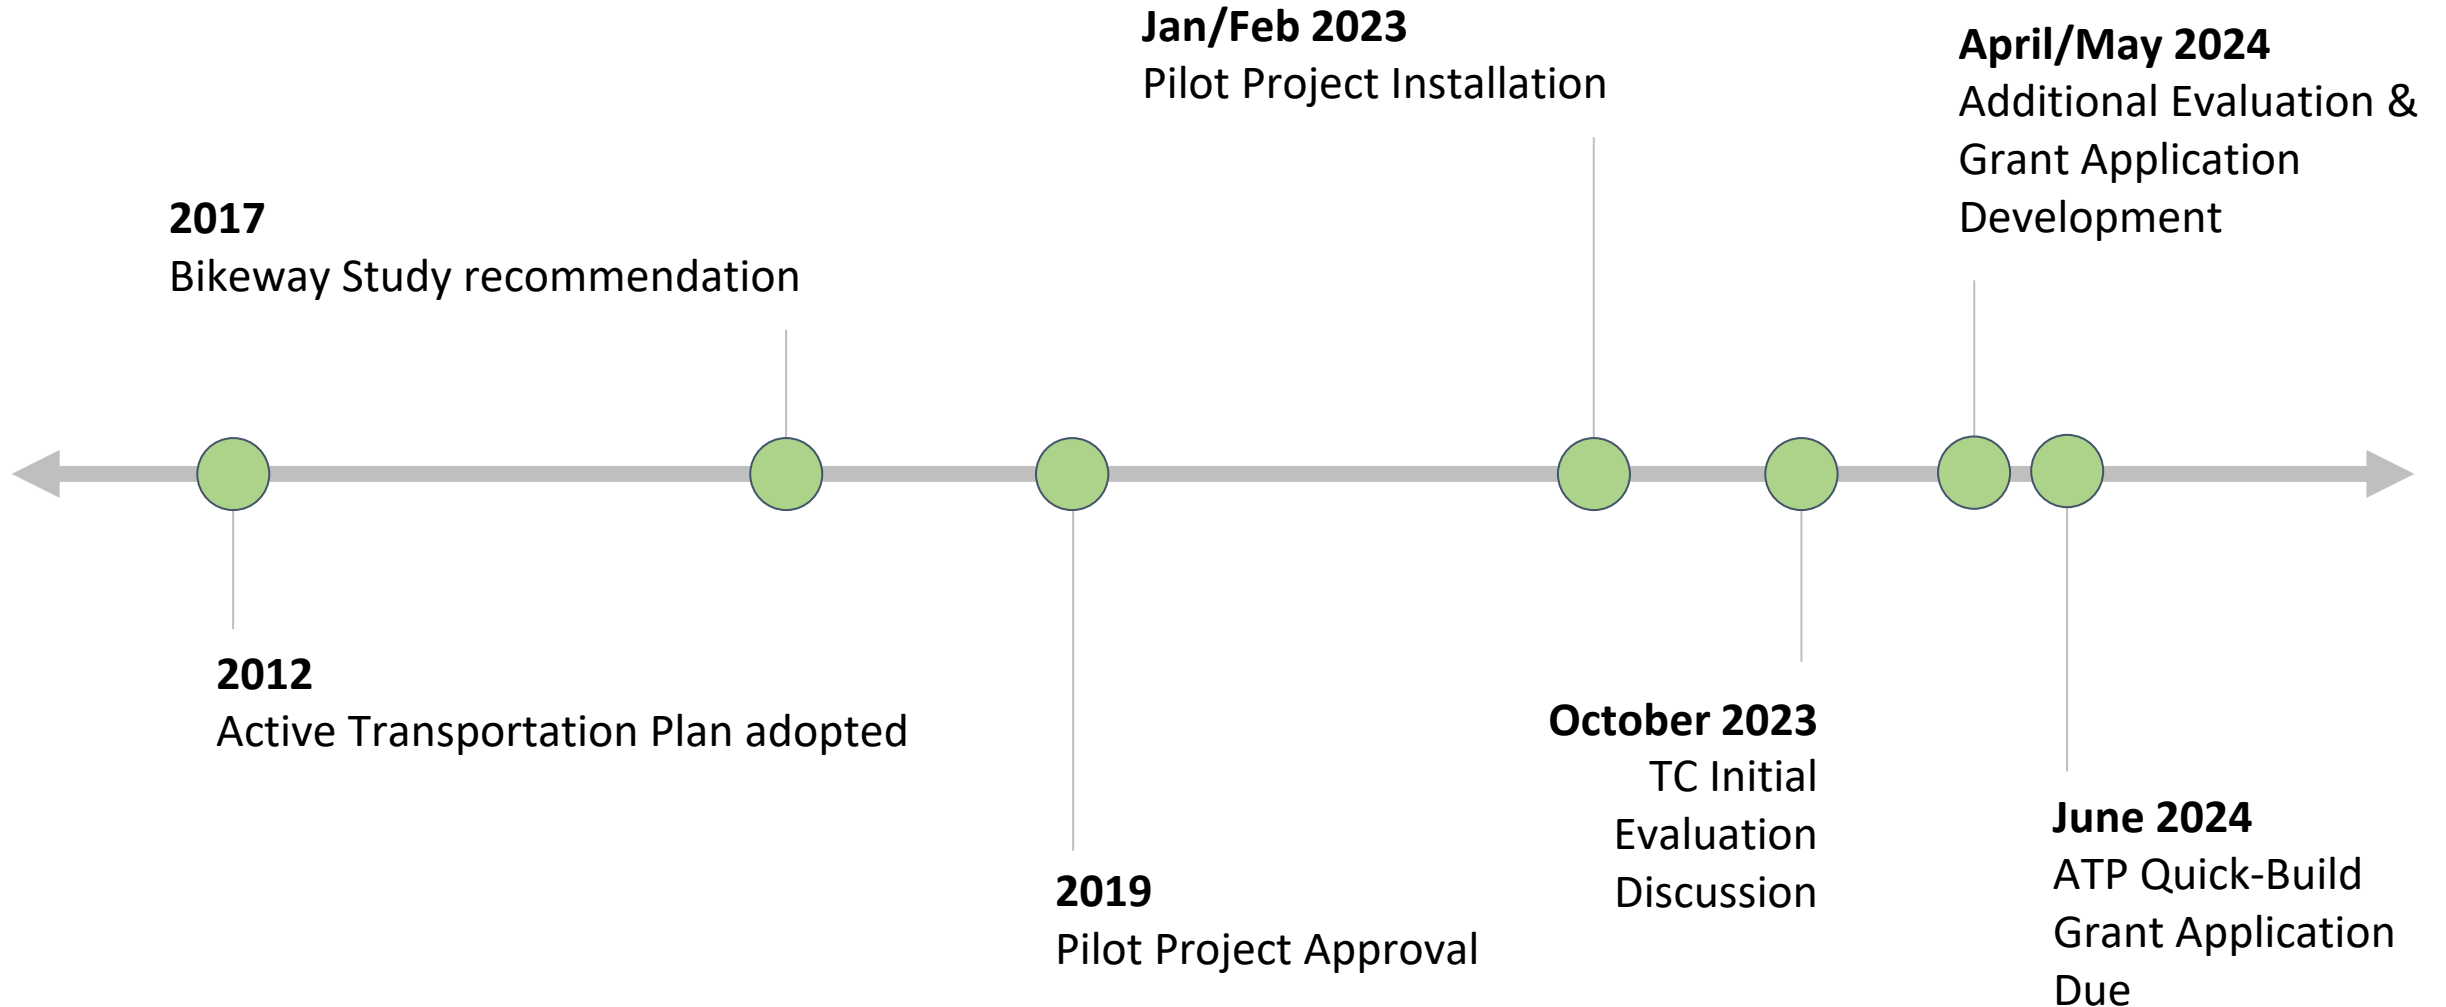 Jan/Feb 2023
Pilot Project Installation
April/May 2024
Additional Evaluation &
Grant Application
Development
2017
Bikeway Study recommendation
2012
Active Transportation Plan adopted
October 2023
TC Initial
Evaluation
Discussion
2019
Pilot Project Approval
June 2024
ATP Quick-Build
Grant Application
Due